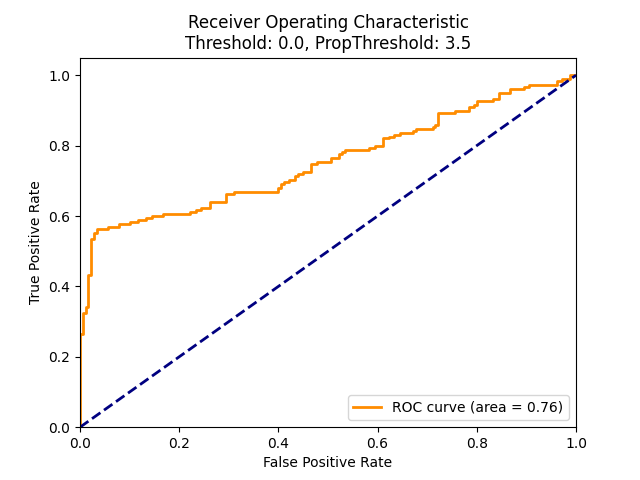 Receiver Operating Characteristic
Threshold: 0.0, PropThreshold: 3.5
1.0
0.8
0.6
0.4
0.2
0.0
True Positive Rate
ROC curve (area = 0.76)
0.0 0.2 0.4 0.6 0.8 1.0
False Positive Rate